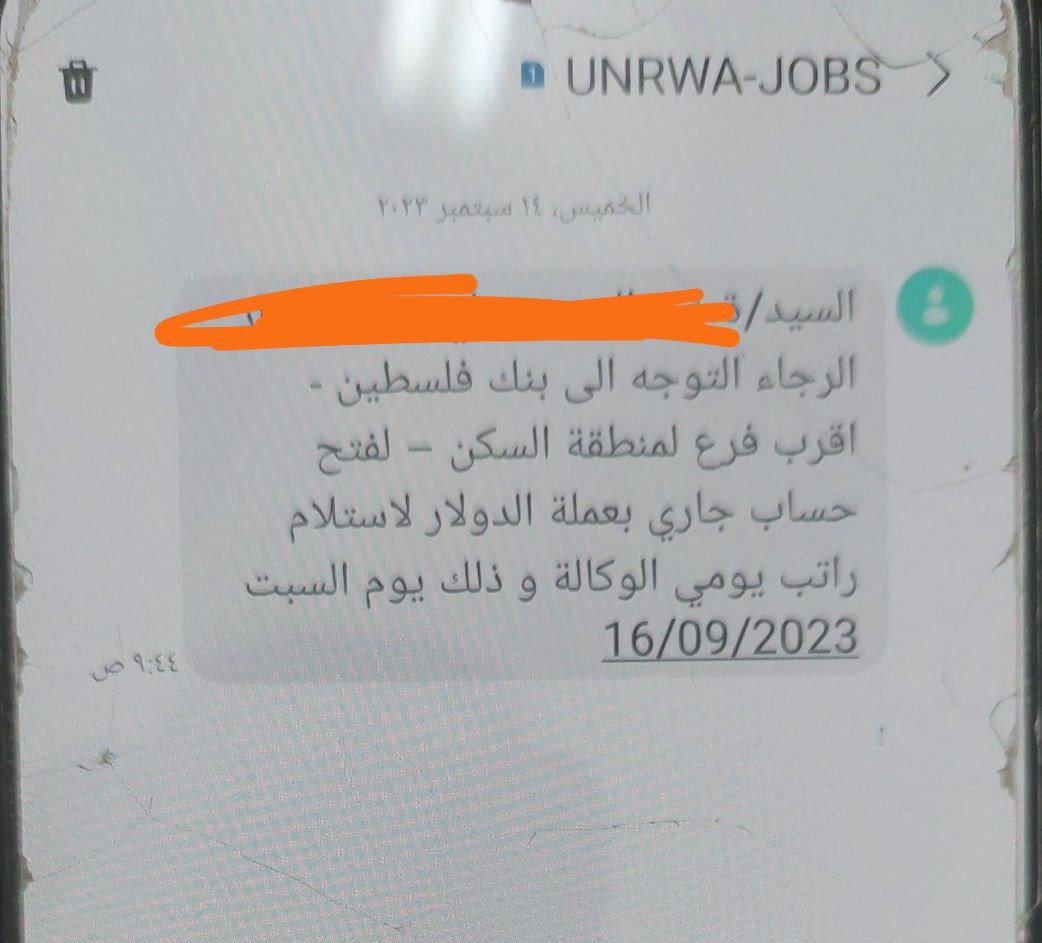 UNRWA-JOBS
الخميس، ١٤ سبتمبر ٢٠٢٣
السيد/
الرجاء التوجه الى بنك فلسطين -
اقرب فرع لمنطقة السكن – لفتح
حساب جاري بعملة الدولار لاستلام
راتب يومي الوكالة و ذلك يوم السبت
16/09/2023
٩:٤٤ ص